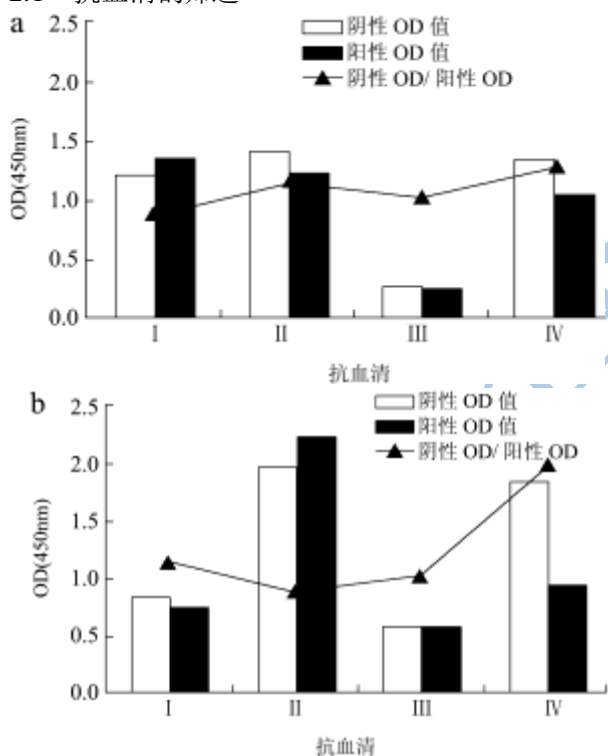 a
2.5
2.0
1.5
1.0
0.5
0.0
OD(450nm)
阴性 OD 值
阳性 OD 值
阴性 OD/ 阳性 OD
I
II
III
IV
抗血清
b
2.5
2.0
1.5
1.0
0.5
0.0
OD(450nm)
阴性 OD 值
阳性 OD 值
阴性 OD/ 阳性 OD
I
II
III
IV
抗血清